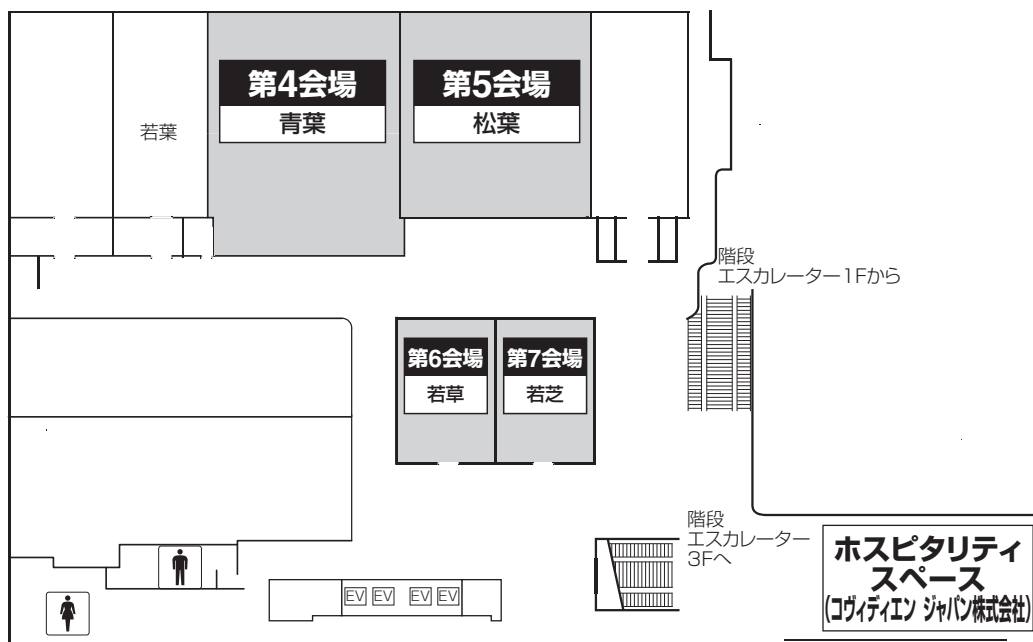 第4会場
青葉
第5会場
松葉
若葉
階段
エスカレーター1Fから
第6会場
若草
第7会場
若芝
階段
エスカレーター
3Fへ
ホスピタリティ
スペース
(コヴィディエン ジャパン株式会社)
EV EV EV EV